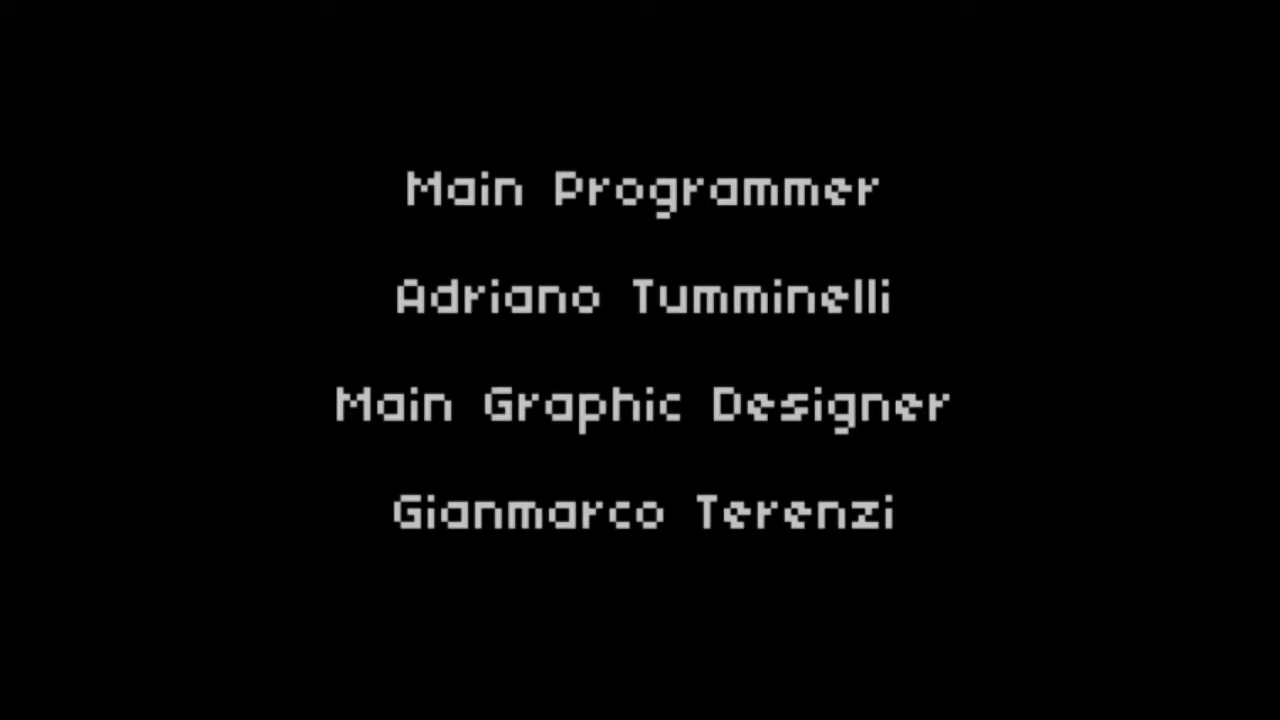 Main Programmer
Adriano Tumminelli
Main Graphic Designer
Gianmarco Terenzi